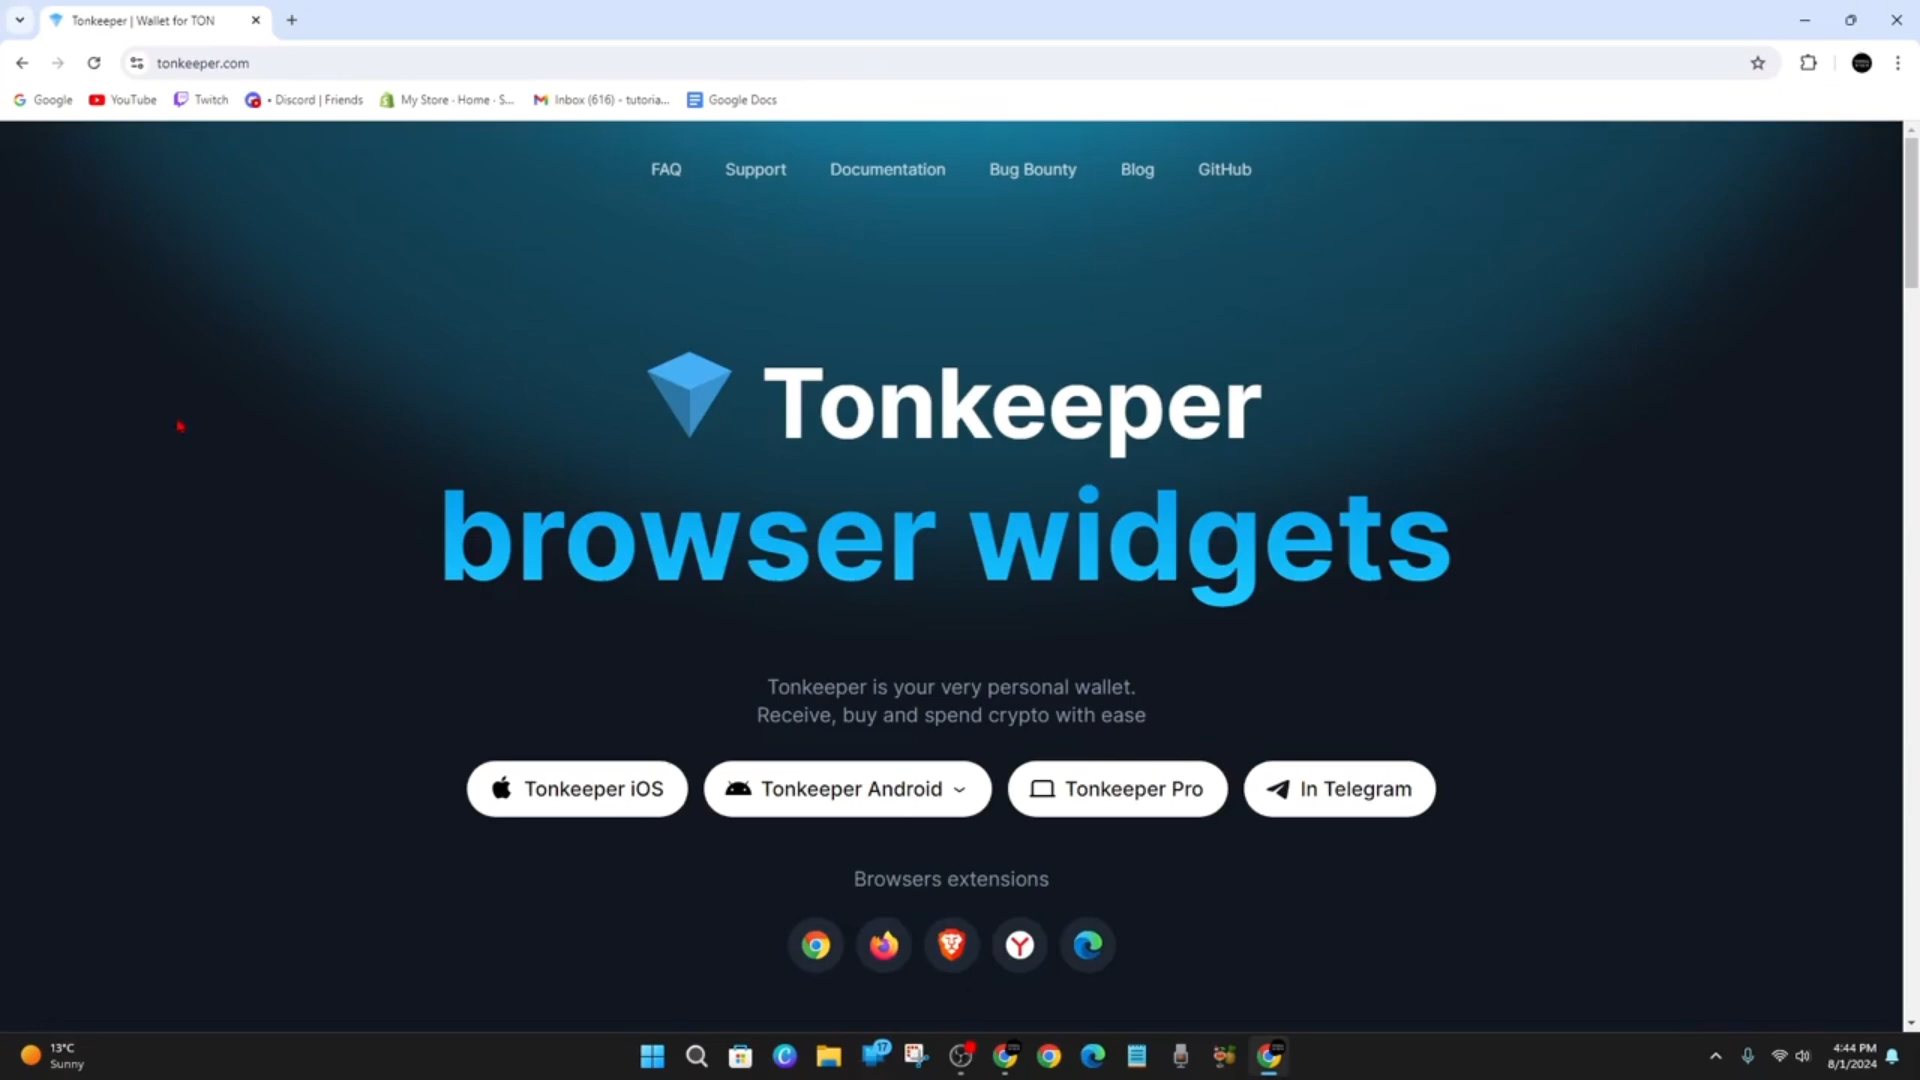 Tonkeeper | Wallet for TON
tonkeeper.com
Google YouTube Twitch • Discord | Friends My Store · Home · S... Inbox (616) - tutoria... Google Docs
FAQ Support Documentation Bug Bounty Blog GitHub
Tonkeeper
browser widgets
Tonkeeper is your very personal wallet.
Receive, buy and spend crypto with ease
Tonkeeper iOS Tonkeeper Android Tonkeeper Pro In Telegram
Browsers extensions
13°C
Sunny
17
4:44 PM
8/1/2024